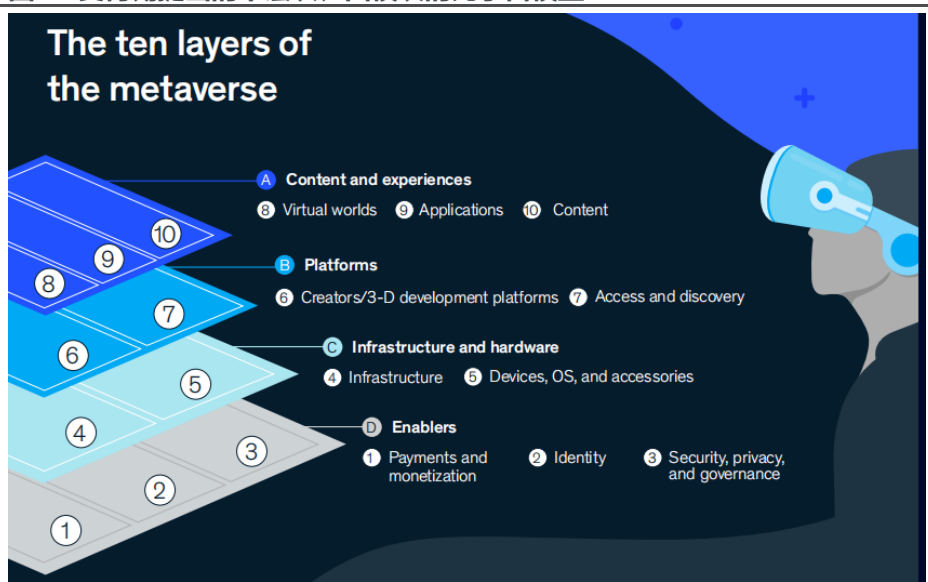 The ten layers of
the metaverse
A Content and experiences
8 Virtual worlds 9 Applications 10 Content
B Platforms
6 Creators/3-D development platforms 7 Access and discovery
C Infrastructure and hardware
4 Infrastructure 5 Devices, OS, and accessories
D Enablers
1 Payments and
monetization
2 Identity
3 Security, privacy,
and governance
10
9
8
7
6
5
4
3
2
1